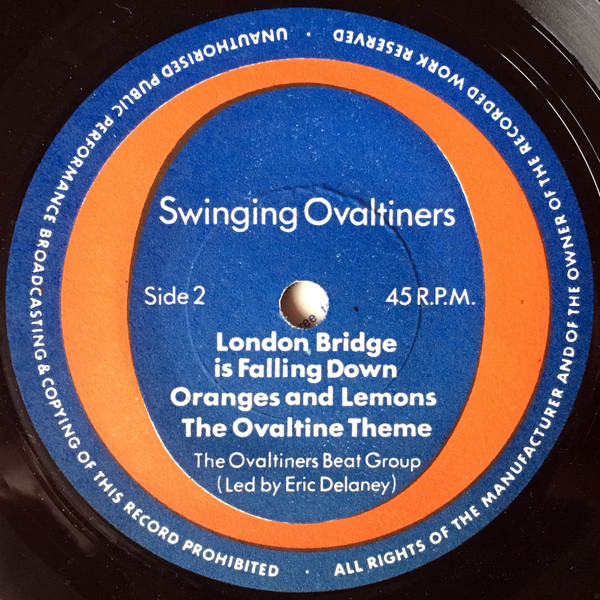 Swinging Ovaltiners
Side 2
45 R.P.M.
London Bridge
is Falling Down
Oranges and Lemons
The Ovaltine Theme
The Ovaltiners Beat Group
(Led by Eric Delaney)
ALL RIGHTS OF THE MANUFACTURER AND OF THE OWNER OF THE RECORDED WORK RESERVED · UNAUTHORISED PUBLIC PERFORMANCE BROADCASTING & COPYING OF THIS RECORD PROHIBITED ·